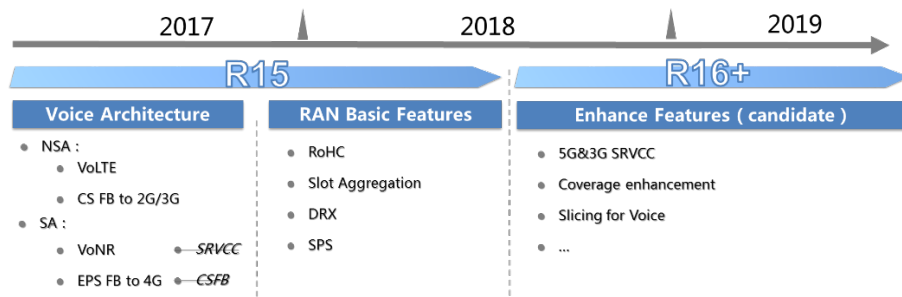 2017 2018 2019
R15 R16+
Voice Architecture
NSA :
VoLTE
CS FB to 2G/3G
SA :
VoNR SRVCC
EPS FB to 4G CSFB
RAN Basic Features
RoHC
Slot Aggregation
DRX
SPS
Enhance Features ( candidate )
5G&3G SRVCC
Coverage enhancement
Slicing for Voice
...